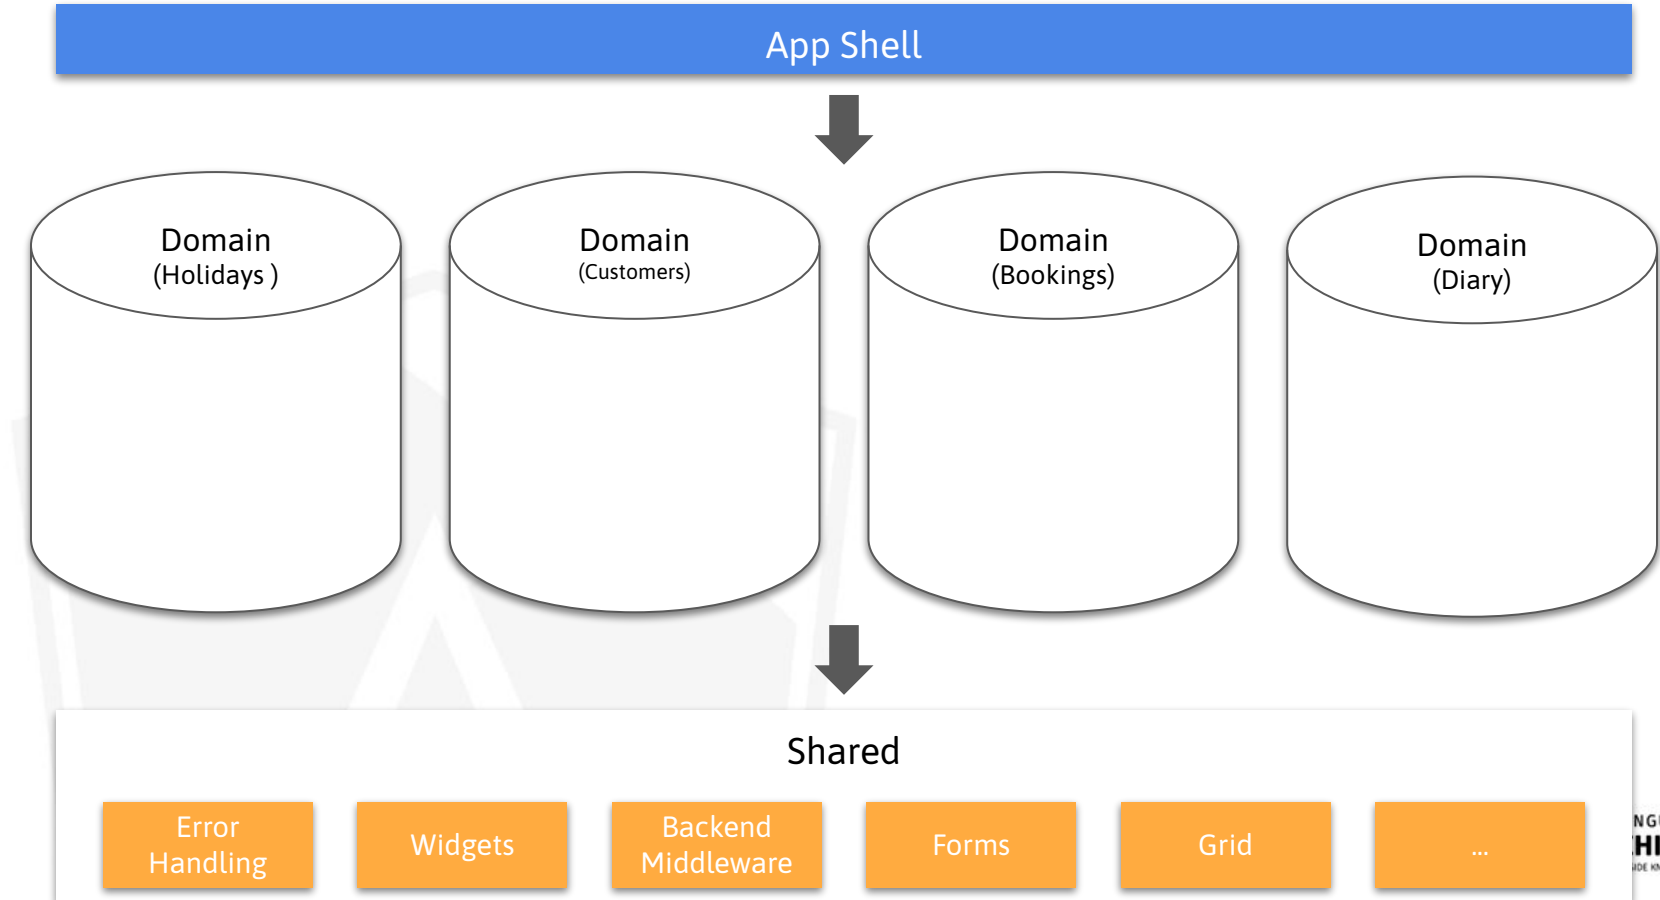 App Shell
Domain
(Holidays )
Domain
(Customers)
Domain
(Bookings)
Domain
(Diary)
Shared
Error
Handling
Widgets
Backend
Middleware
Forms
Grid
...